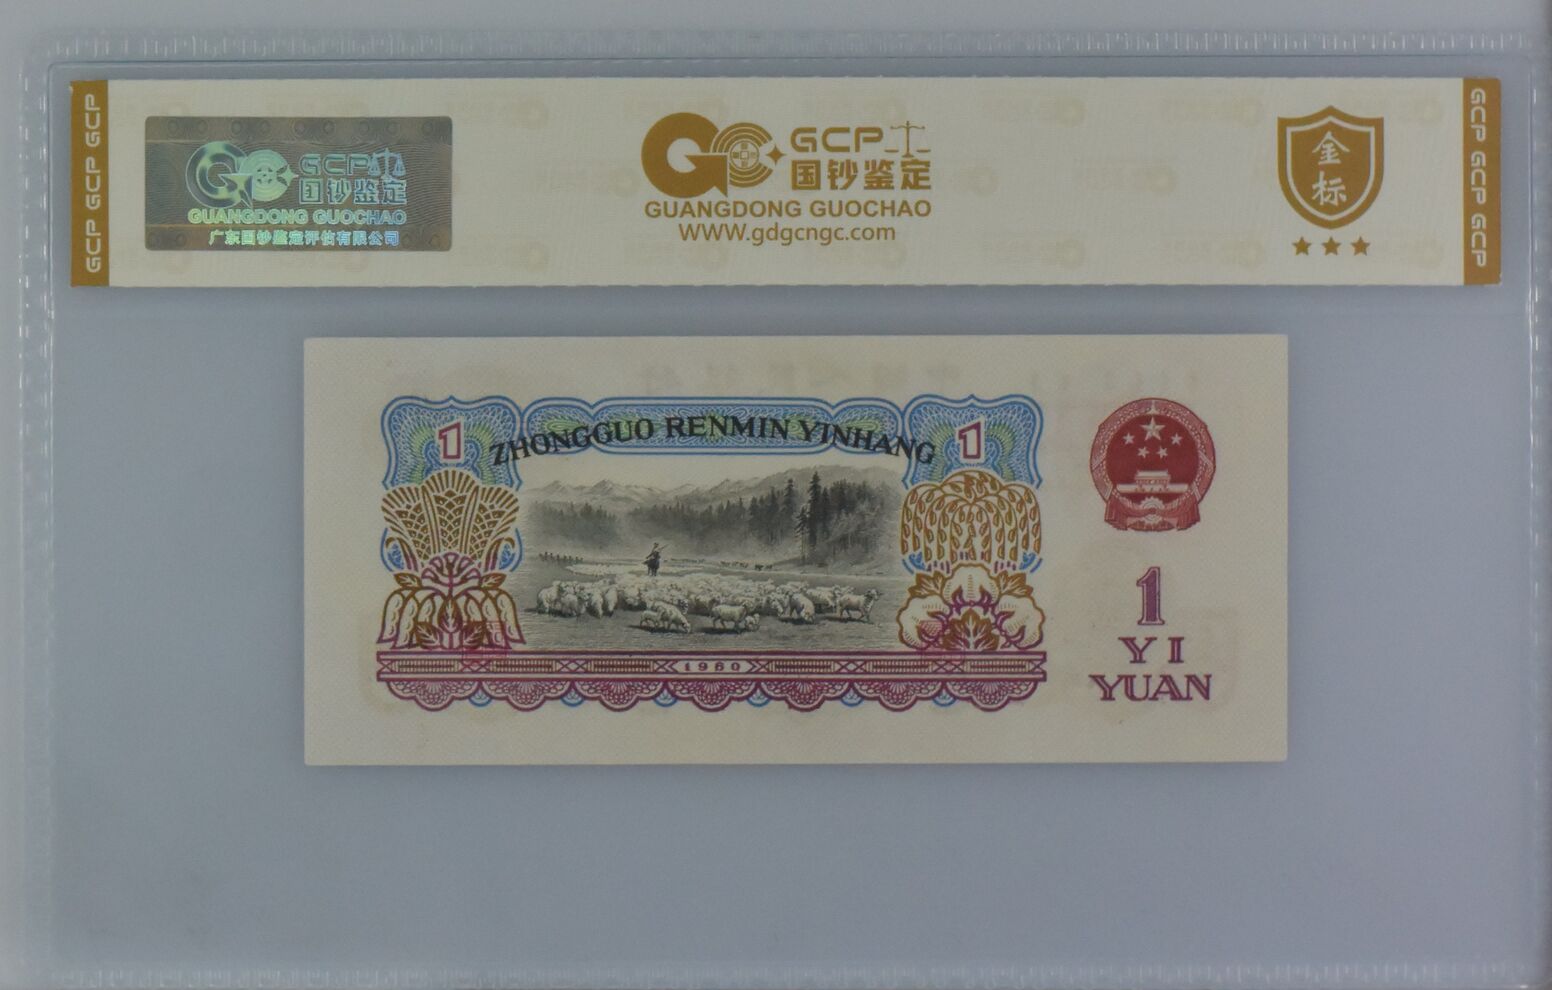 GCP GCP GCP
GCP
国钞鉴定
GUANGDONG GUOCHAO
广东国钞鉴定评估有限公司
GCP
国钞鉴定
GUANGDONG GUOCHAO
WWW.gdgcngc.com
金
标
GCP GCP GCP
1
ZHONGGUO RENMIN YINHANG
1
1960
1
YI
YUAN